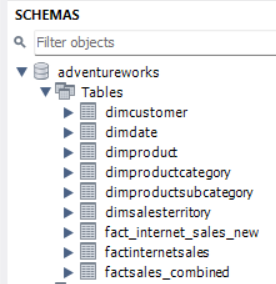 SCHEMAS
Filter objects
adventureworks
Tables
dimcustomer
dimdate
dimproduct
dimproductcategory
dimproductsubcategory
dimsalesterritory
fact_internet_sales_new
factinternetsales
factsales_combined